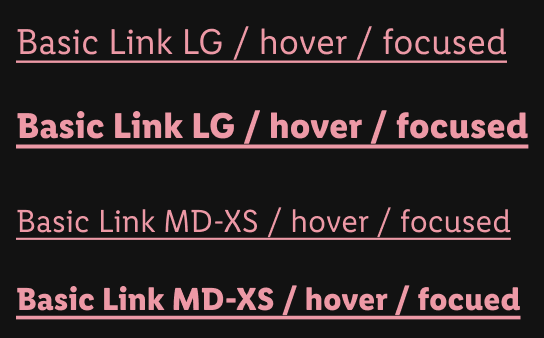 Basic Link LG / hover / focused
Basic Link LG / hover / focused
Basic Link MD-XS / hover / focused
Basic Link MD-XS / hover / focued